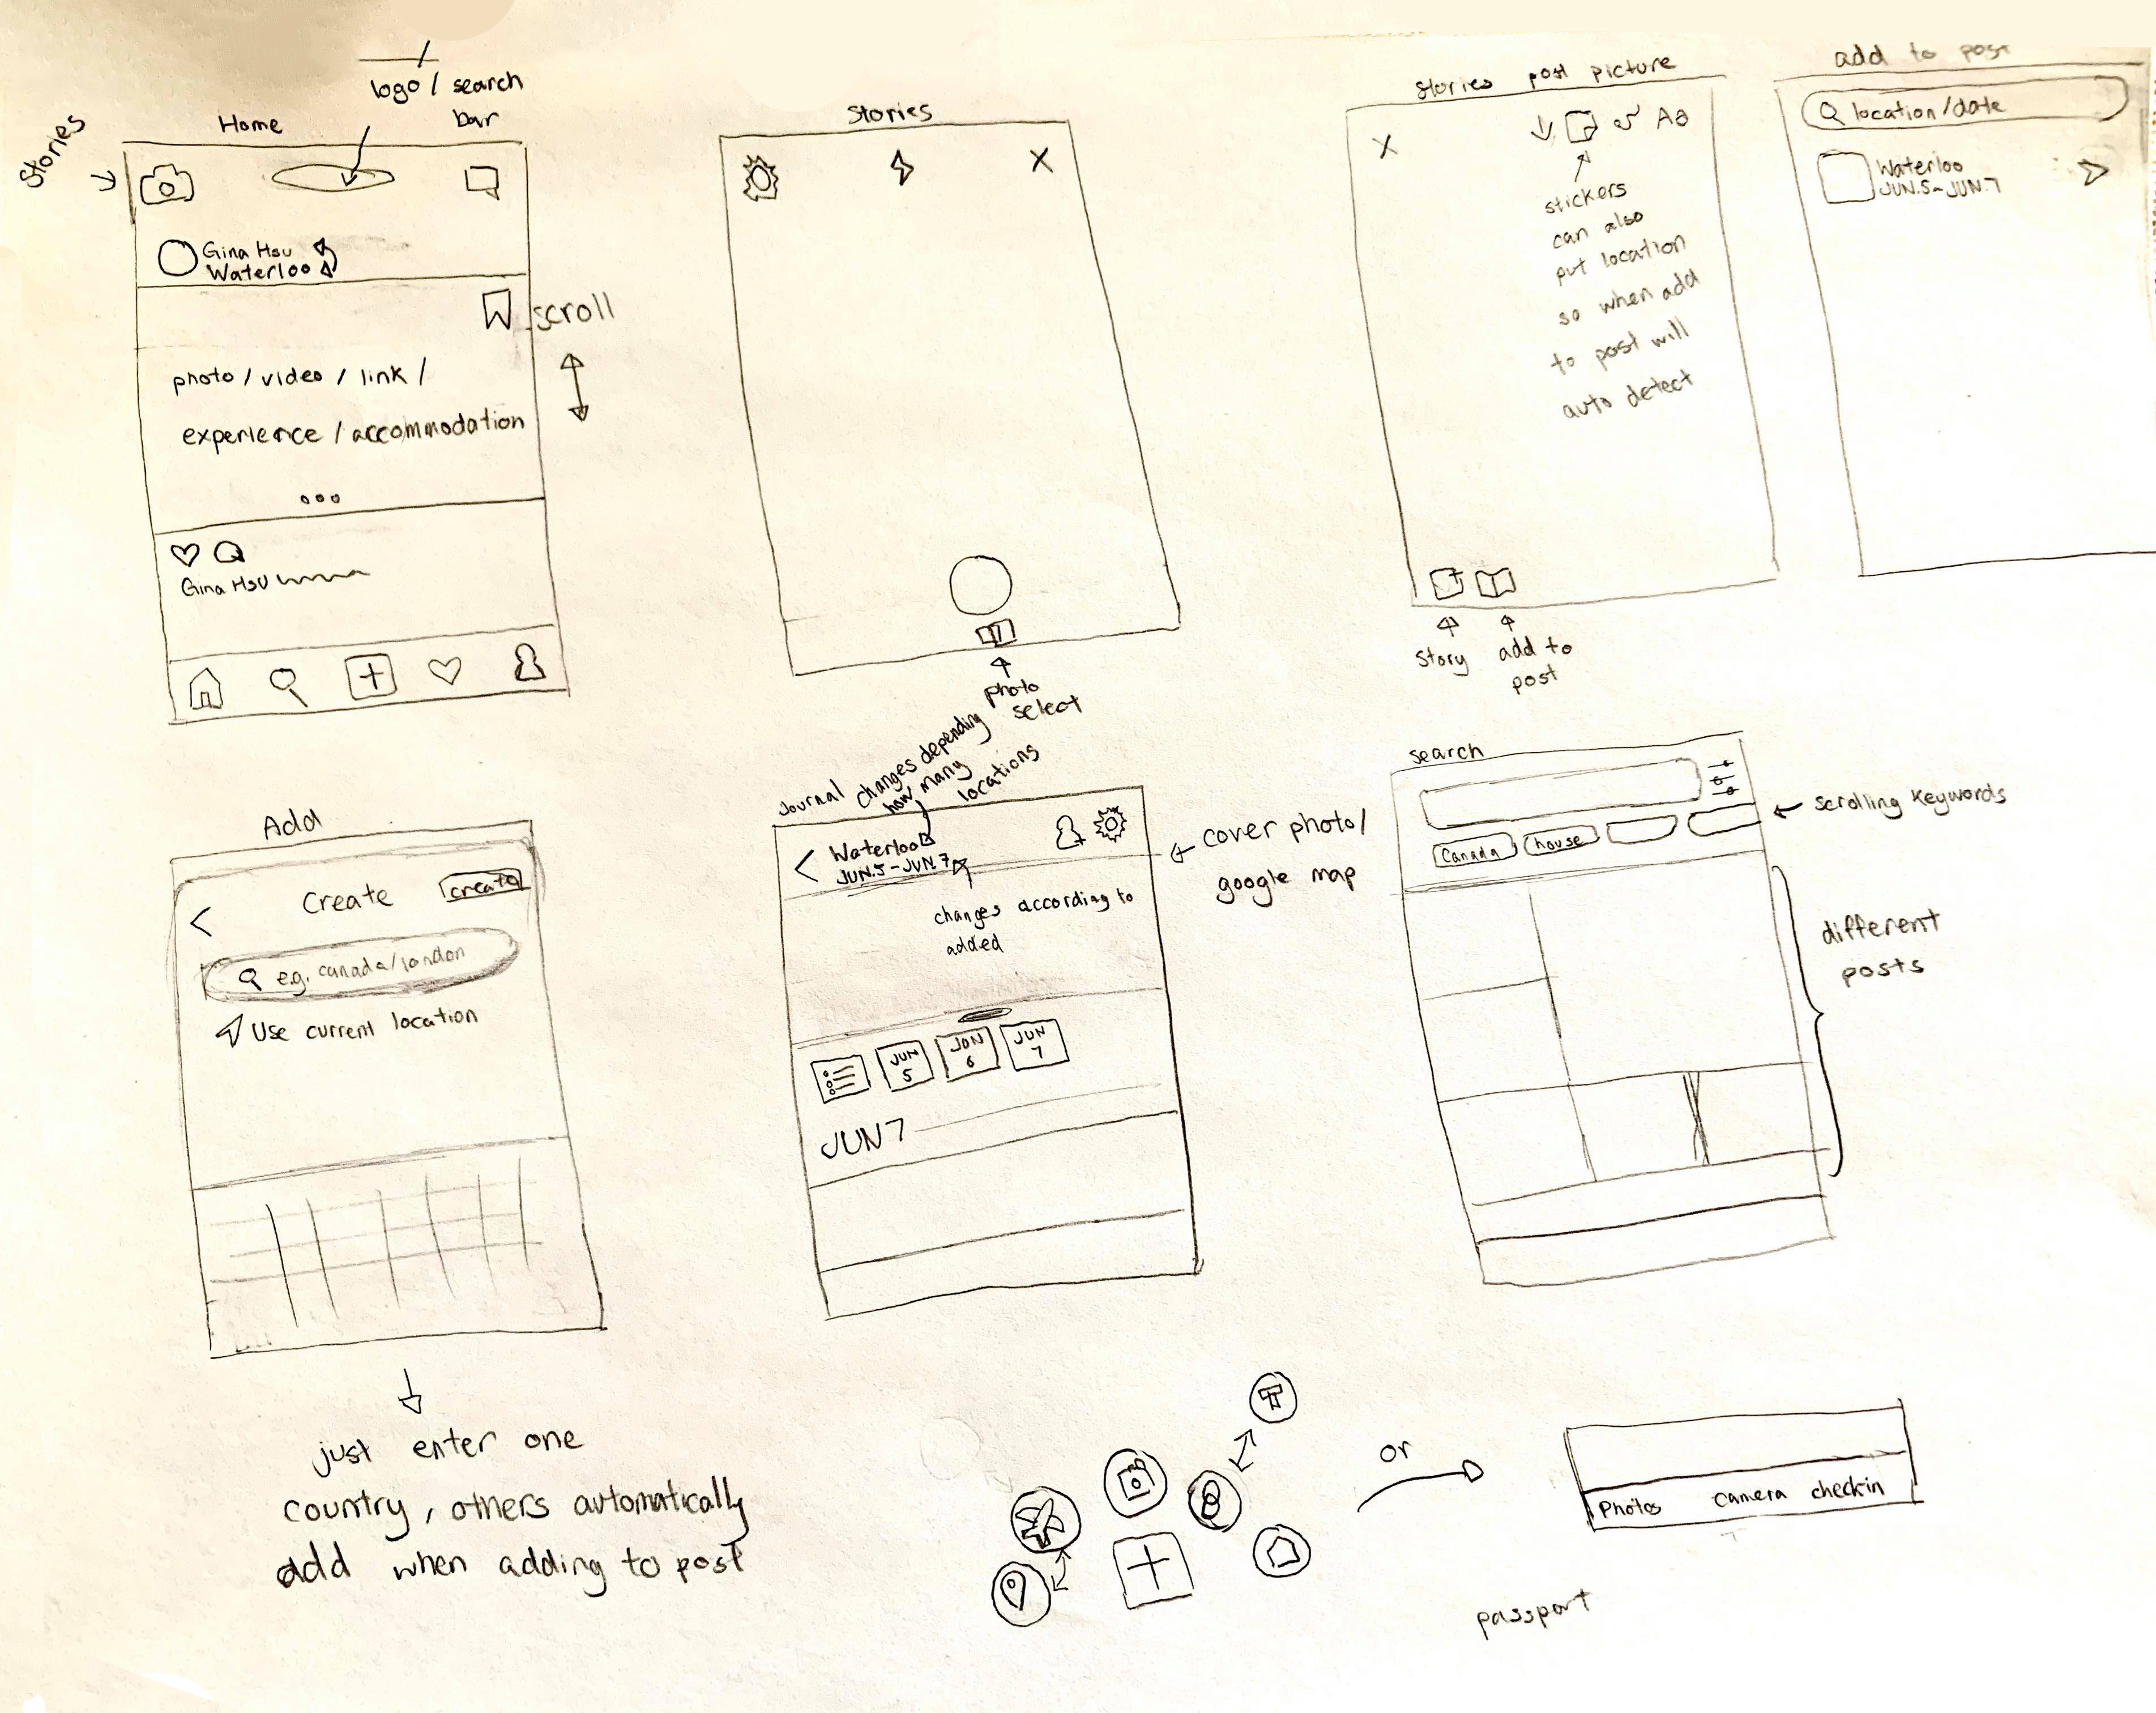 Stories
Home
logo / search
bar
Gina Hsu
Waterloo
scroll
photo / video / link /
experience / accommodation
Gina Hsu
Stories
photo
select
Stories post picture
Aa
stickers
can also
put location
so when add
to post will
auto detect
story
add to
post
add to post
location/date
Waterloo
JUN.5-JUN.7
Add
Create
create
e.g. canada/london
Use current location
just enter one
country, others automatically
add when adding to post
Journal
changes depending
how many
locations
Waterloo
JUN.5-JUN.7
changes according to
added
cover photo/
google map
JUN
5
JUN
6
JUN
7
JUN 7
search
Canada
house
scrolling keywords
different
posts
or
Photos
camera
checkin
passport